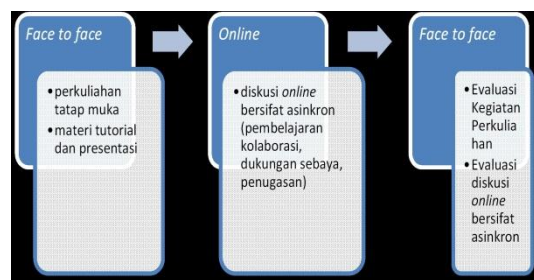 Face to face
• perkuliahan
tatap muka
• materi tutorial
dan presentasi
Online
• diskusi online
bersifat asinkron
(pembelajaran
kolaborasi,
dukungan sebaya,
penugasan)
Face to face
• Evaluasi
Kegiatan
Perkulia
han
• Evaluasi
diskusi
online
bersifat
asinkron